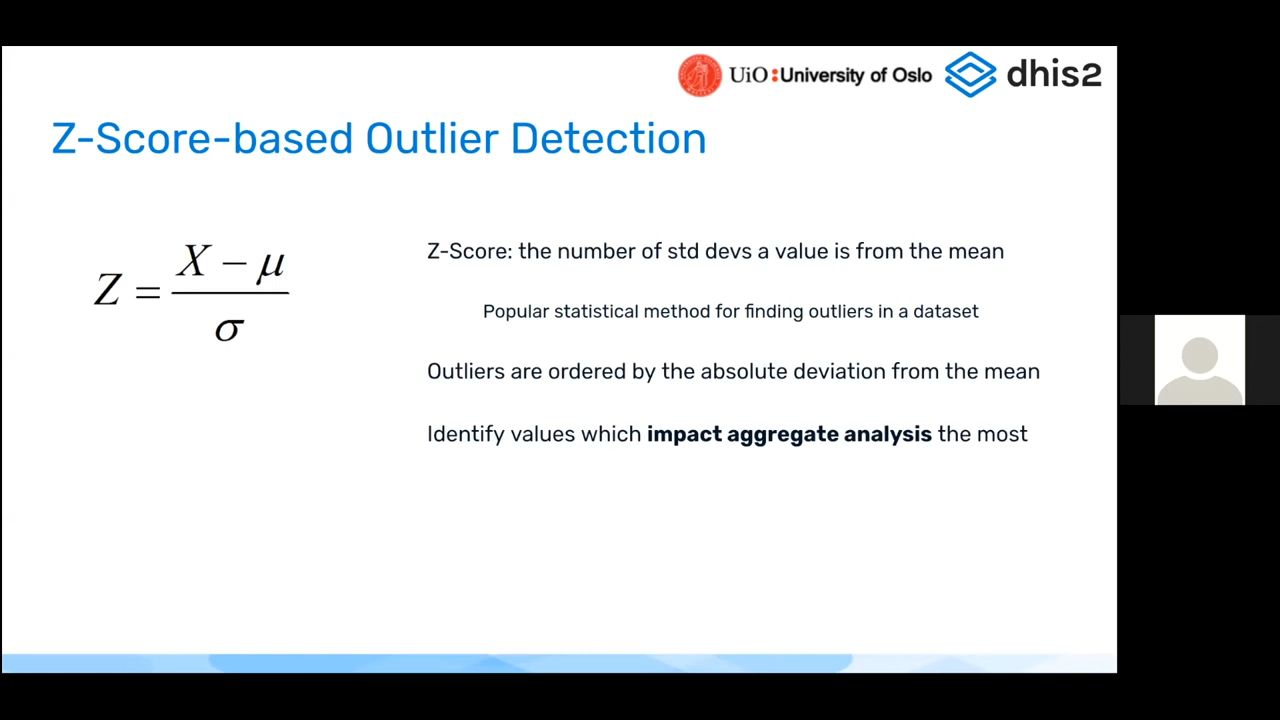 UiO:University of Oslo
dhis2
Z-Score-based Outlier Detection
Z = X − μ / σ
Z-Score: the number of std devs a value is from the mean
Popular statistical method for finding outliers in a dataset
Outliers are ordered by the absolute deviation from the mean
Identify values which impact aggregate analysis the most